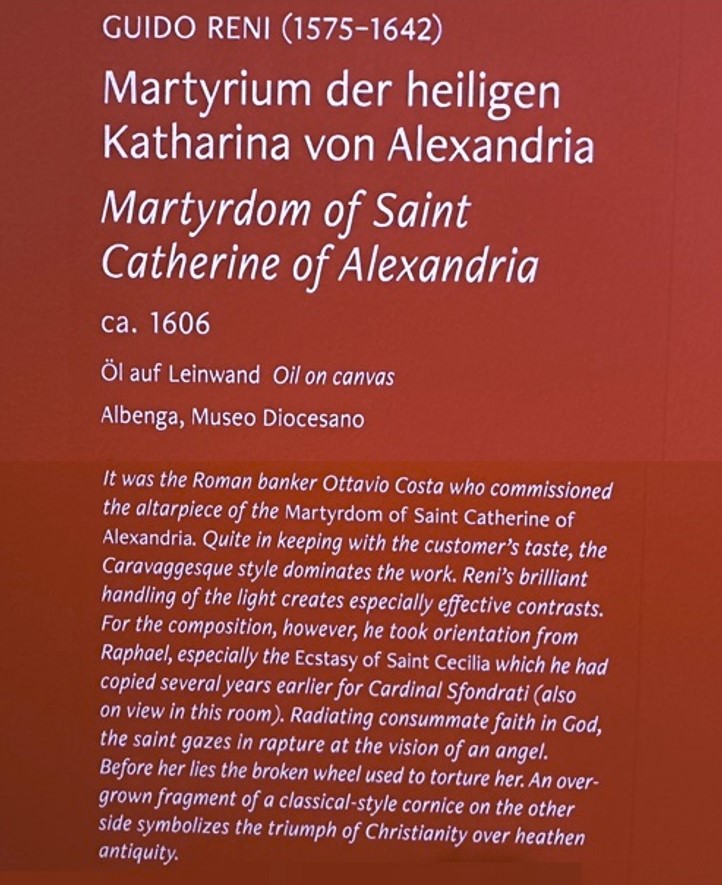 GUIDO RENI (1575–1642)
Martyrium der heiligen
Katharina von Alexandria
Martyrdom of Saint
Catherine of Alexandria
ca. 1606
Öl auf Leinwand Oil on canvas
Albenga, Museo Diocesano
It was the Roman banker Ottavio Costa who commissioned
the altarpiece of the Martyrdom of Saint Catherine of
Alexandria. Quite in keeping with the customer's taste, the
Caravaggesque style dominates the work. Reni's brilliant
handling of the light creates especially effective contrasts.
For the composition, however, he took orientation from
Raphael, especially the Ecstasy of Saint Cecilia which he had
copied several years earlier for Cardinal Sfondrati (also
on view in this room). Radiating consummate faith in God,
the saint gazes in rapture at the vision of an angel.
Before her lies the broken wheel used to torture her. An over-
grown fragment of a classical-style cornice on the other
side symbolizes the triumph of Christianity over heathen
antiquity.